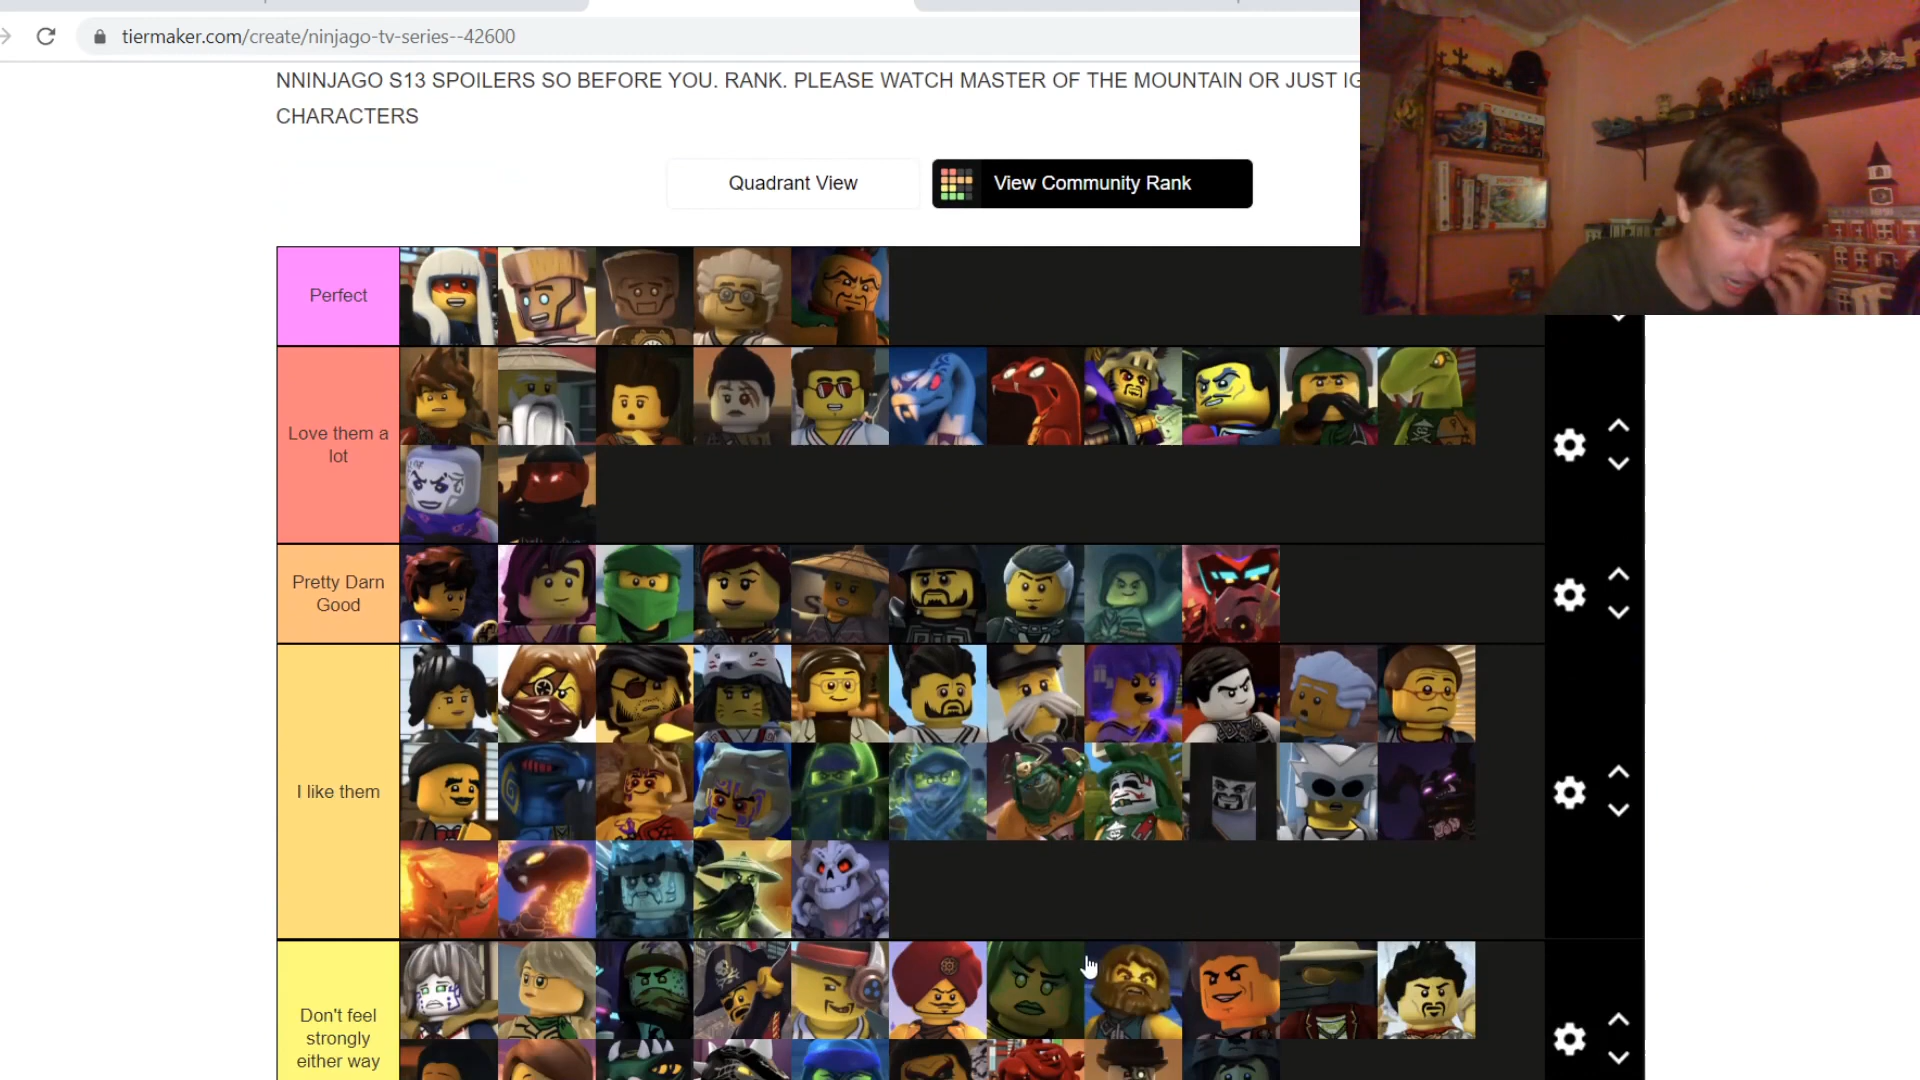 tiermaker.com/create/ninjago-tv-series--42600
NNINJAGO S13 SPOILERS SO BEFORE YOU. RANK. PLEASE WATCH MASTER OF THE MOUNTAIN OR JUST IG
CHARACTERS
Quadrant View
View Community Rank
Perfect
Love them a
lot
Pretty Darn
Good
I like them
Don't feel
strongly
either way